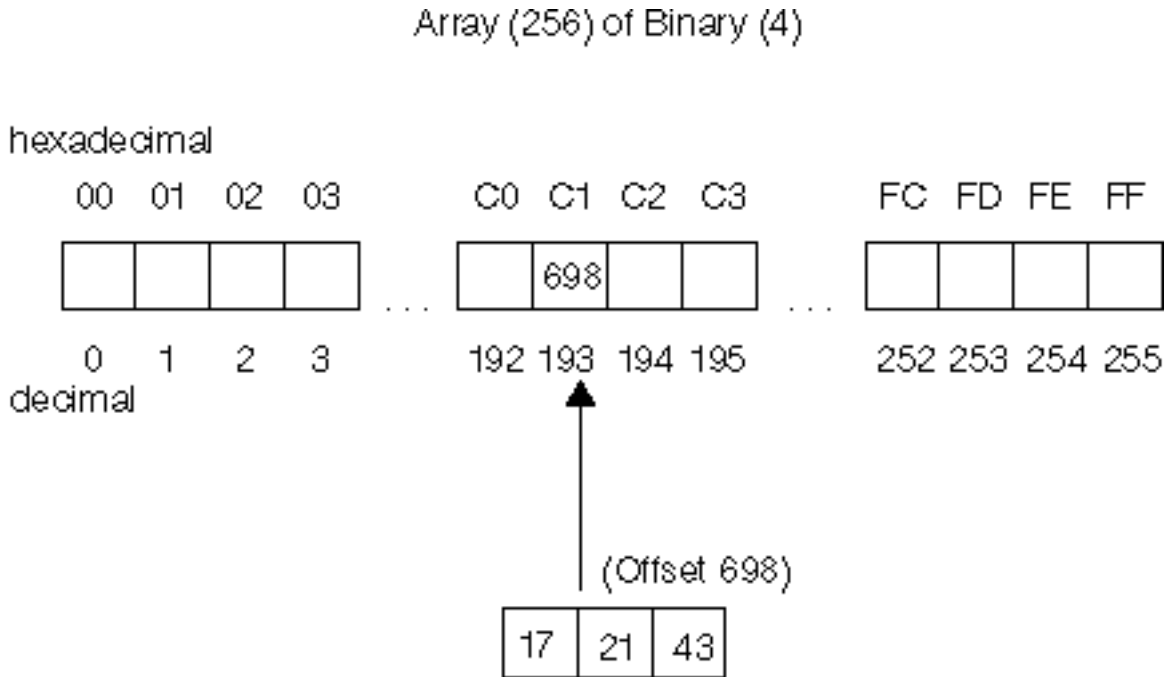 Array (256) of Binary (4)
hexadecimal
00 01 02 03 C0 C1 C2 C3 FC FD FE FF
698
. . . . . .
0 1 2 3 192 193 194 195 252 253 254 255
decimal
(Offset 698)
17 21 43